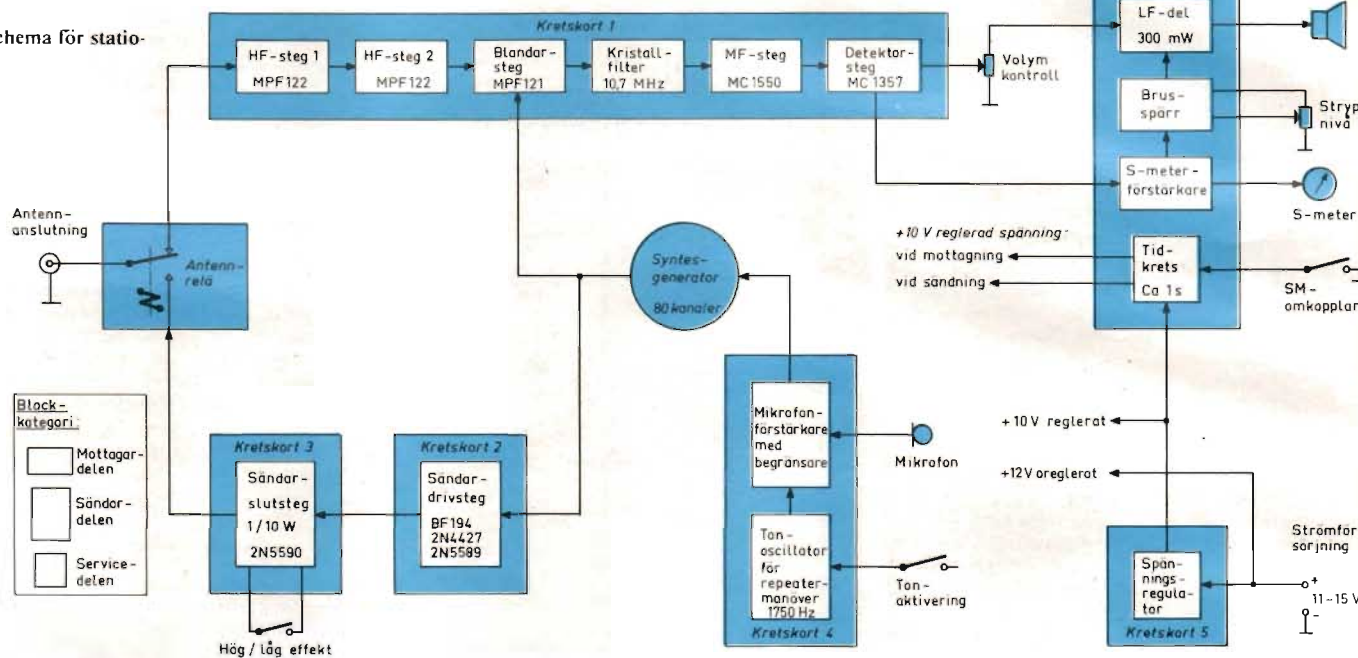 chema för statio-
Kretskort 1
HF-steg 1
MPF122
HF-steg 2
MPF122
Blandar-
steg
MPF121
Kristall-
filter
10,7 MHz
MF-steg
MC1550
Detektor-
steg
MC 1357
Volym
kontroll
LF-del
300 mW
Brus-
spärr
Stryp
nivå
S-meter-
förstärkare
S-meter
+10 V reglerad spänning:
vid mottagning
vid sändning
Tid-
krets
Ca 1s
SM-
omkopplar
Antenn-
anslutning
Antenn-
relä
Syntes-
generator
80 kanaler
Block-
kategori:
Mottagar-
delen
Sändar-
delen
Service-
delen
Kretskort 3
Sändar-
slutsteg
1/10 W
2N5590
Hög / låg effekt
Kretskort 2
Sändar-
drivsteg
BF194
2N4427
2N5589
Mikrofon-
förstärkare
med
begränsare
Mikrofon
Ton-
oscillator
för
repeater-
manöver
1750 Hz
Ton-
aktivering
Kretskort 4
+10V reglerat
+12V oreglerat
Spän-
nings-
regula-
tor
Kretskort 5
Strömför
sörjning
+
11-15 V
-